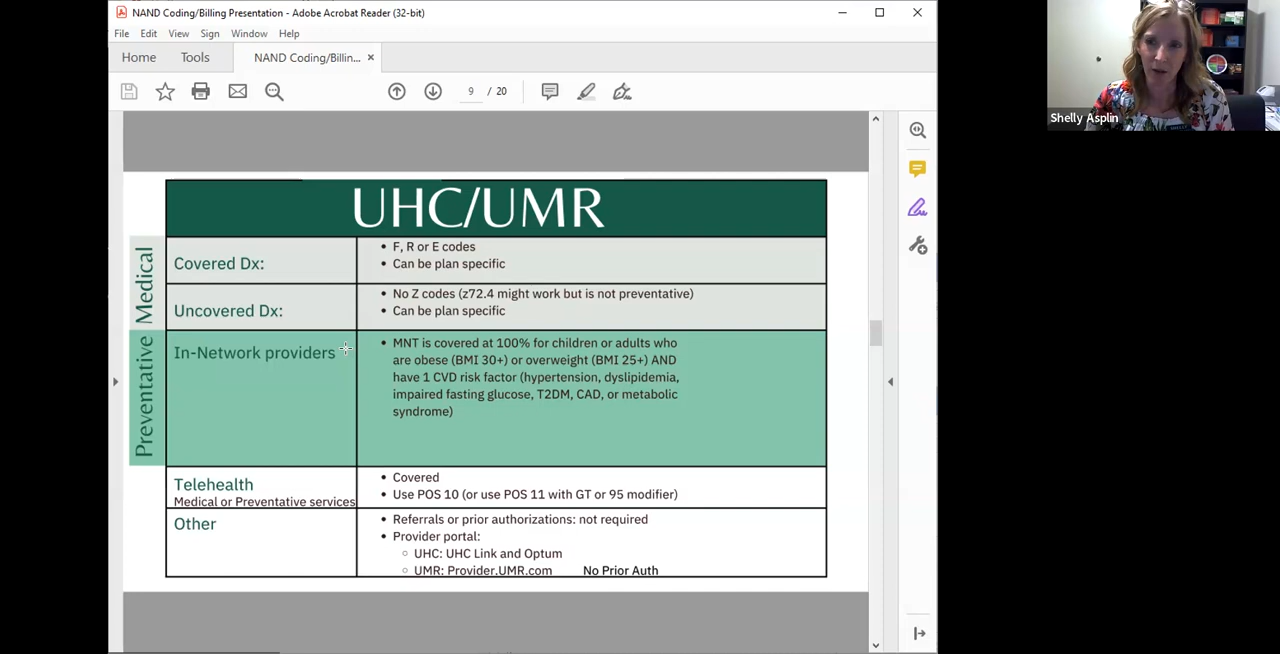 NAND Coding/Billing Presentation - Adobe Acrobat Reader (32-bit)
File Edit View Sign Window Help
Home Tools NAND Coding/Billin... ×
9 / 20
Shelly Asplin
UHC/UMR
Medical
Covered Dx:
• F, R or E codes
• Can be plan specific
Uncovered Dx:
• No Z codes (z72.4 might work but is not preventative)
• Can be plan specific
Preventative
In-Network providers
• MNT is covered at 100% for children or adults who
are obese (BMI 30+) or overweight (BMI 25+) AND
have 1 CVD risk factor (hypertension, dyslipidemia,
impaired fasting glucose, T2DM, CAD, or metabolic
syndrome)
Telehealth
Medical or Preventative services
• Covered
• Use POS 10 (or use POS 11 with GT or 95 modifier)
Other
• Referrals or prior authorizations: not required
• Provider portal:
○ UHC: UHC Link and Optum
○ UMR: Provider.UMR.com No Prior Auth